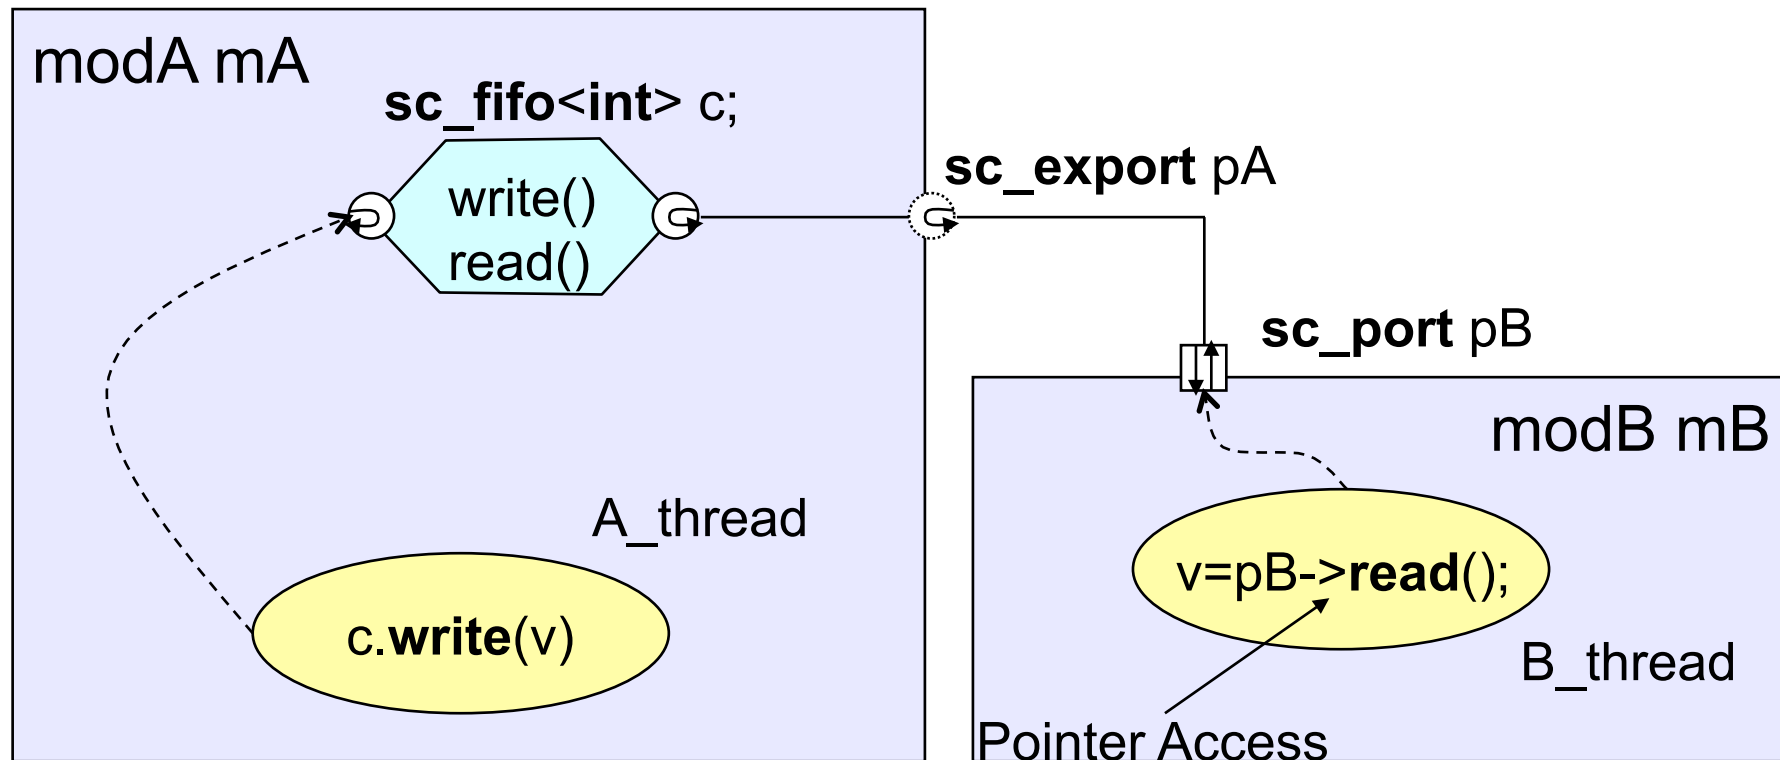 modA mA
sc_fifo<int> c;
write()
read()
sc_export pA
sc_port pB
modB mB
A_thread
c.write(v)
v=pB->read();
B_thread
Pointer Access